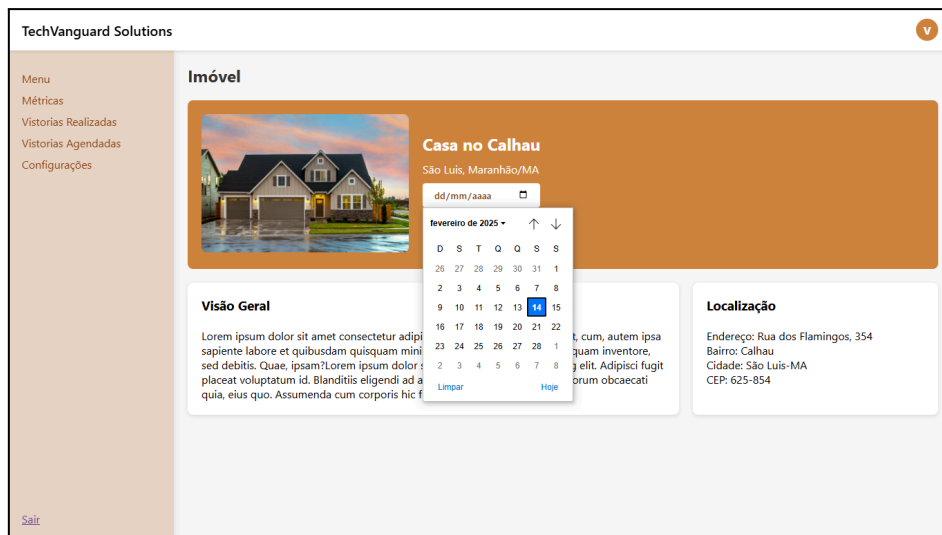 TechVanguard Solutions
V
Menu
Métricas
Vistorias Realizadas
Vistorias Agendadas
Configurações
Sair
Imóvel
Casa no Calhau
São Luis, Maranhão/MA
dd/mm/aaaa
fevereiro de 2025
D S T Q Q S S
26 27 28 29 30 31 1
2 3 4 5 6 7 8
9 10 11 12 13 14 15
16 17 18 19 20 21 22
23 24 25 26 27 28 1
2 3 4 5 6 7 8
Limpar Hoje
Visão Geral
Lorem ipsum dolor sit amet consectetur adipi t, cum, autem ipsa
sapiente labore et quibusdam quisquam mini quam inventore,
sed debitis. Quae, ipsam?Lorem ipsum dolor s g elit. Adipisci fugit
placeat voluptatum id. Blanditiis eligendi ad a orum obcaecati
quia, eius quo. Assumenda cum corporis hic f
Localização
Endereço: Rua dos Flamingos, 354
Bairro: Calhau
Cidade: São Luis-MA
CEP: 625-854